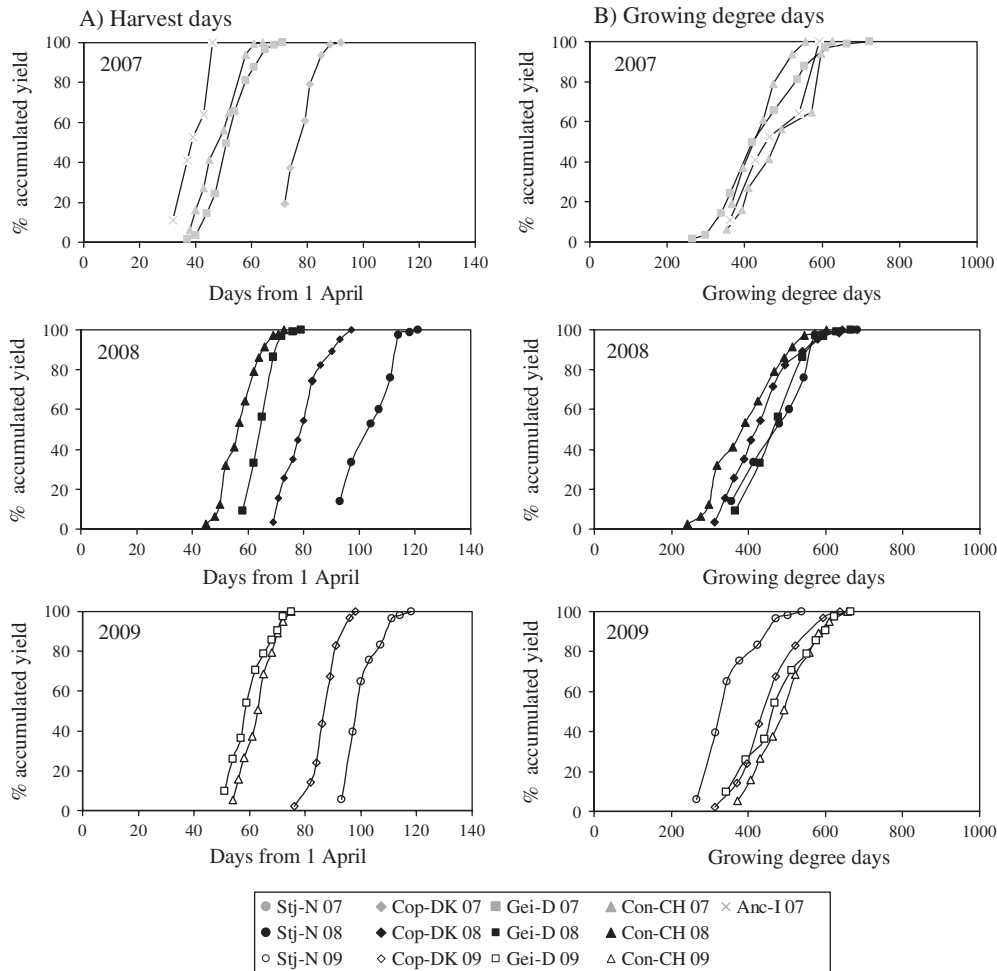 A) Harvest days
B) Growing degree days
% accumulated yield
100
80
60
40
20
0
2007
0 20 40 60 80 100 120 140
Days from 1 April
% accumulated yield
100
80
60
40
20
0
2007
0 200 400 600 800 1000
Growing degree days
% accumulated yield
100
80
60
40
20
0
2008
0 20 40 60 80 100 120 140
Days from 1 April
% accumulated yield
100
80
60
40
20
0
2008
0 200 400 600 800 1000
Growing degree days
% accumulated yield
100
80
60
40
20
0
2009
0 20 40 60 80 100 120 140
Days from 1 April
% accumulated yield
100
80
60
40
20
0
2009
0 200 400 600 800 1000
Growing degree days
Stj-N 07 Cop-DK 07 Gei-D 07 Con-CH 07 Anc-I 07
Stj-N 08 Cop-DK 08 Gei-D 08 Con-CH 08
Stj-N 09 Cop-DK 09 Gei-D 09 Con-CH 09